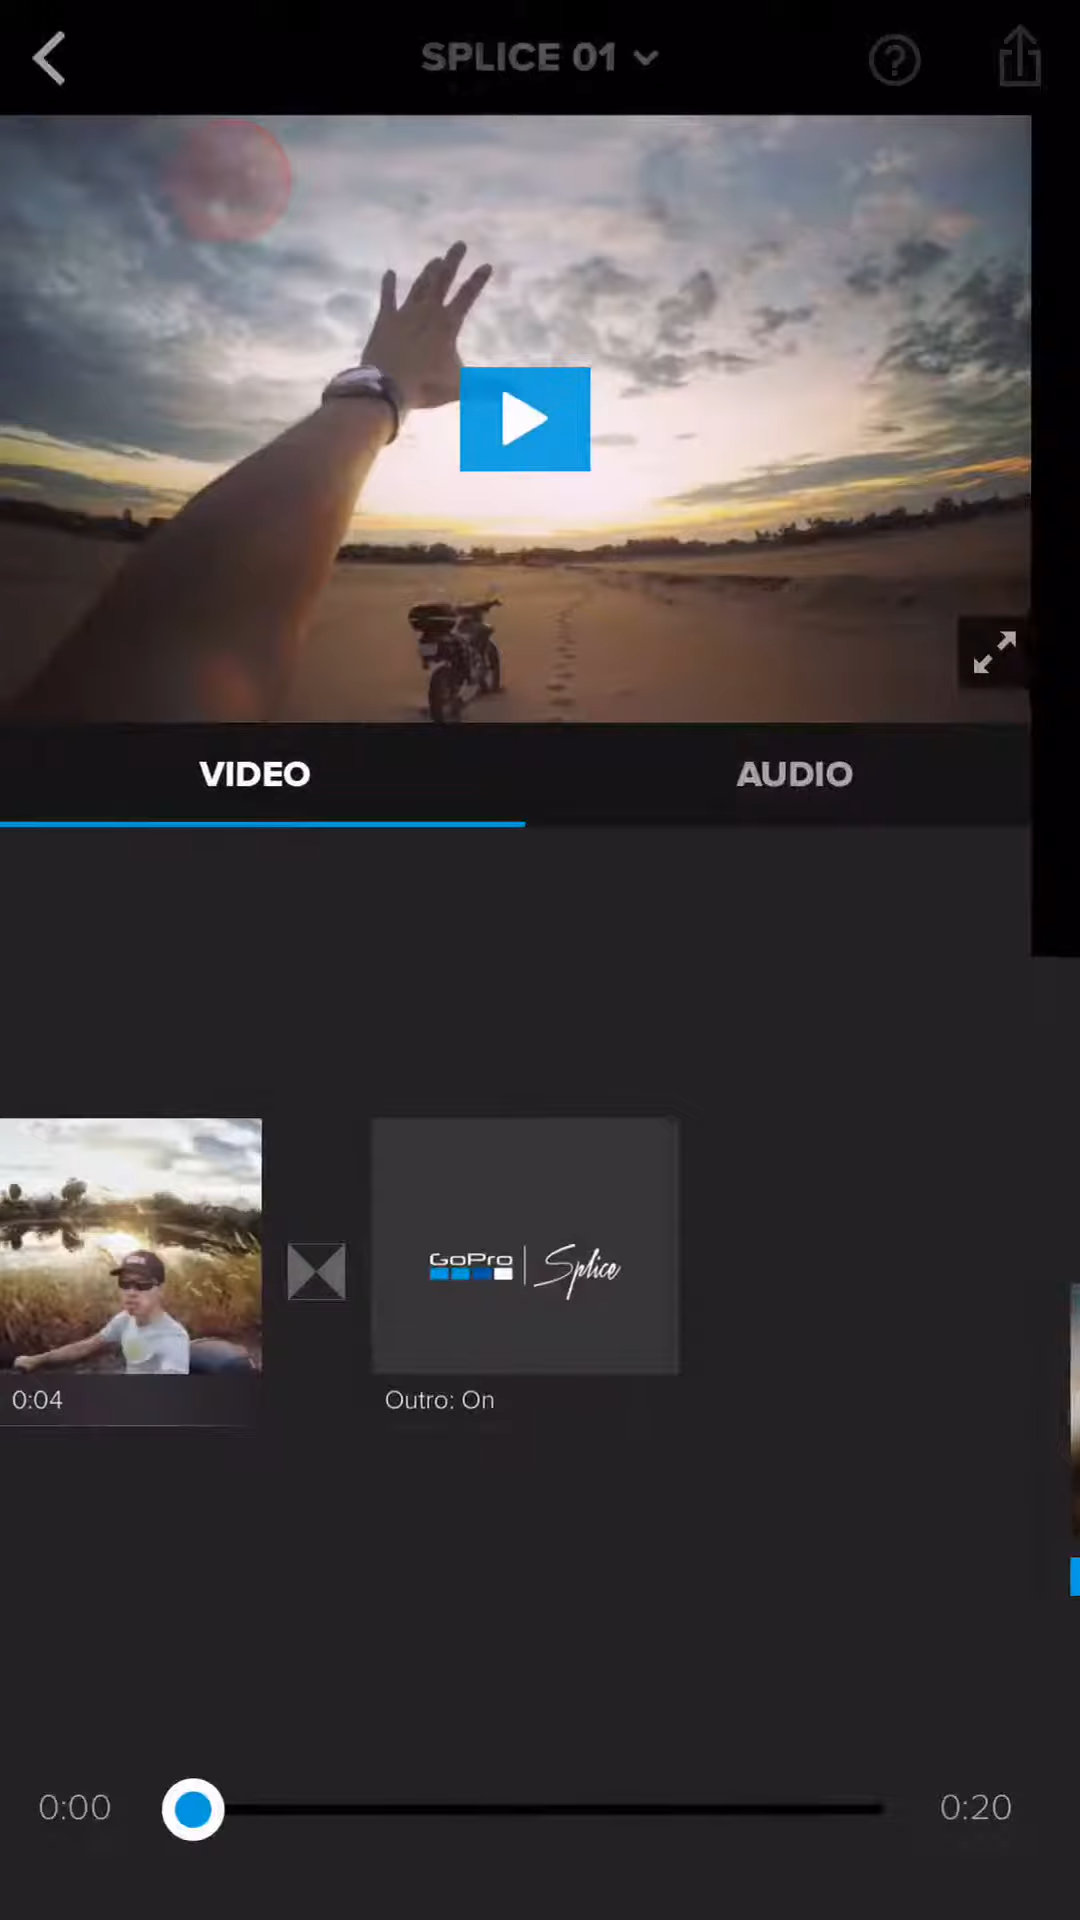 SPLICE 01
?
VIDEO
AUDIO
GoPro | Splice
0:04
Outro: On
0:00
0:20